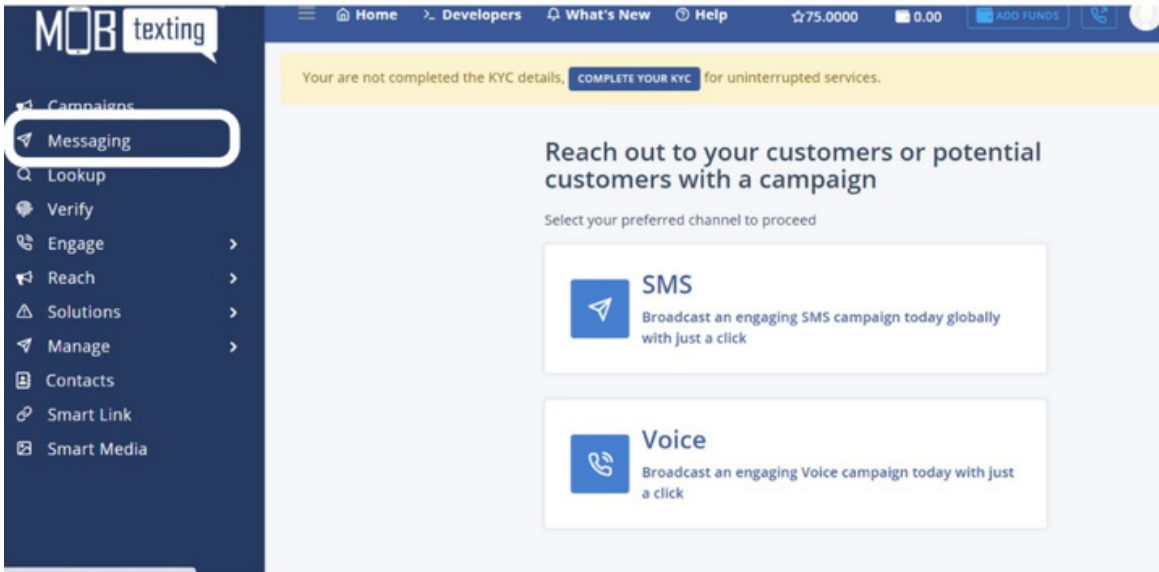 MOB texting
Home Developers What's New Help 75.0000 0.00 ADD FUNDS
Your are not completed the KYC details, COMPLETE YOUR KYC for uninterrupted services.
Campaigns
Messaging
Lookup
Verify
Engage
Reach
Solutions
Manage
Contacts
Smart Link
Smart Media
Reach out to your customers or potential
customers with a campaign
Select your preferred channel to proceed
SMS
Broadcast an engaging SMS campaign today globally
with just a click
Voice
Broadcast an engaging Voice campaign today with just
a click